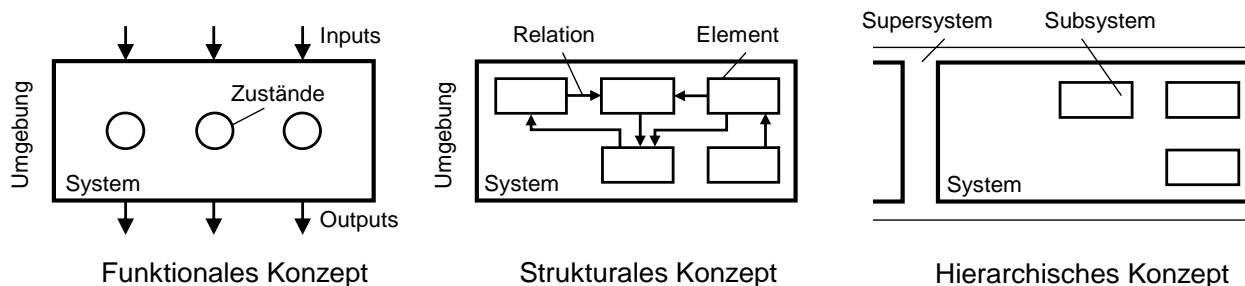 Inputs
Umgebung
Zustände
System
Outputs
Funktionales Konzept
Relation
Element
Umgebung
System
Strukturales Konzept
Supersystem
Subsystem
System
Hierarchisches Konzept